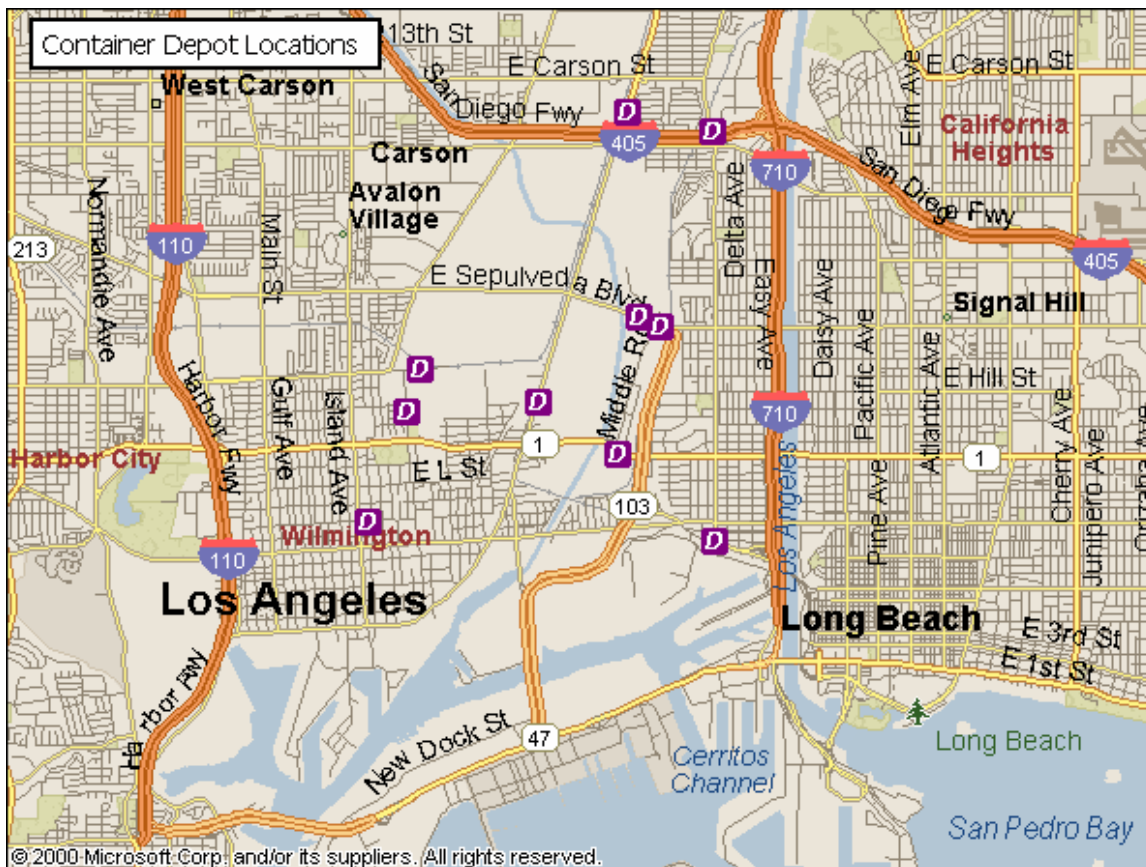 Container Depot Locations
213th St
E Carson St
E Carson St
West Carson
San Diego Fwy
D
405
D
Elm Ave
California
Heights
Carson
710
Avalon
Village
Normandie Ave
Main St
Delta Ave
San Diego Fwy
110
213
405
E Sepulveda Blvd
Easy Ave
Daisy Ave
Signal Hill
D
D
Middle Rd
Pacific Ave
Atlantic Ave
D
E Hill St
Harbor Fwy
Gulf Ave
Island Ave
D
D
710
Cherry Ave
Junipero Ave
Harbor City
1
D
1
E L St
Los Angeles
Pine Ave
103
D
Wilmington
D
110
Los Angeles
Long Beach
E 3rd St
E 1st St
Harbor Fwy
New Dock St
47
Long Beach
Cerritos
Channel
San Pedro Bay
© 2000 Microsoft Corp. and/or its suppliers. All rights reserved.